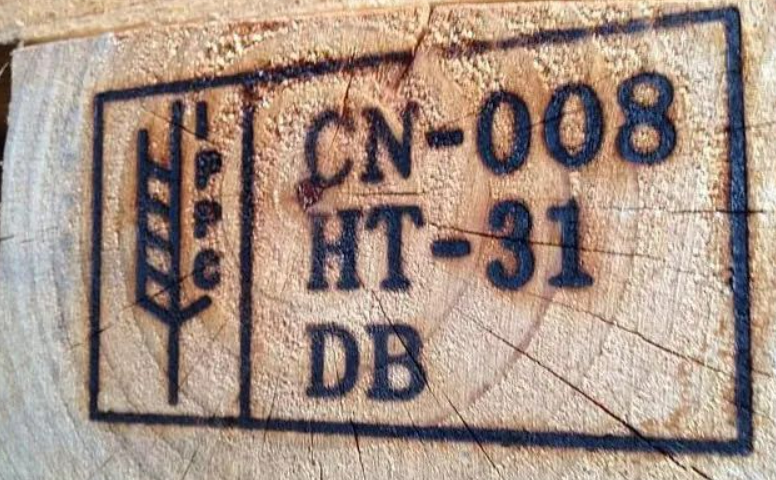 IPPC
CN-008
HT-31
DB